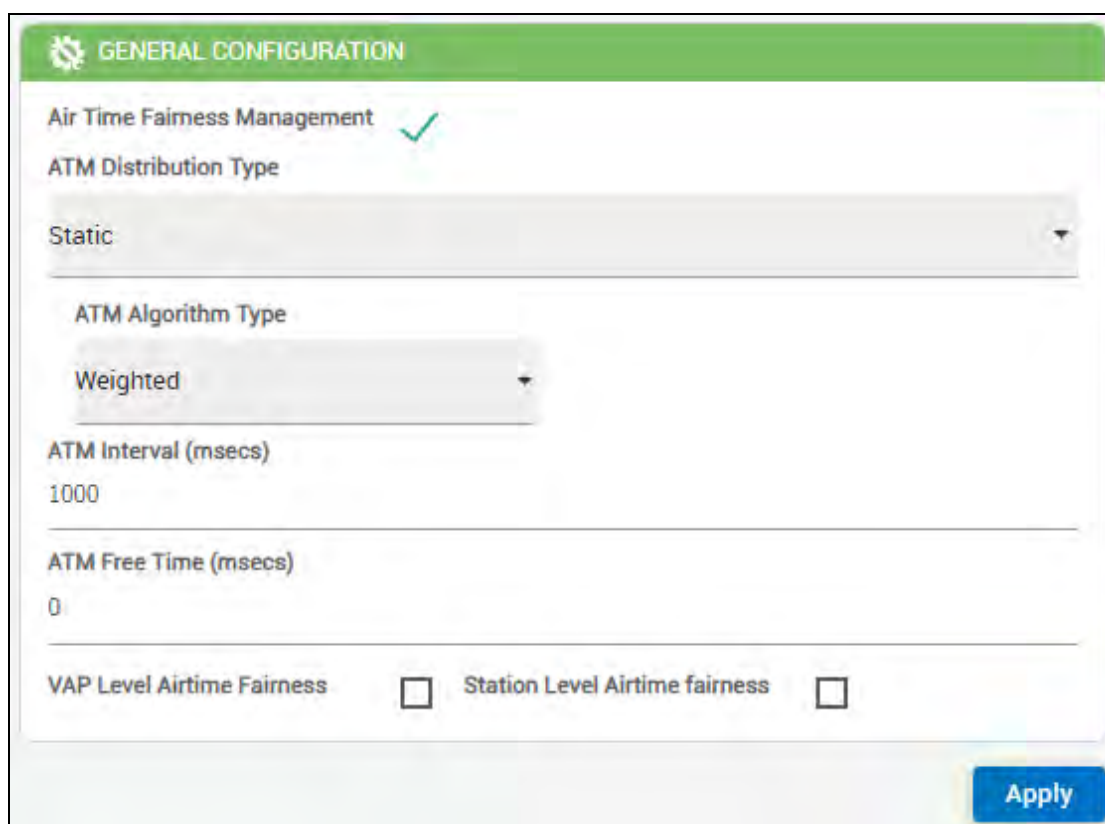 GENERAL CONFIGURATION
Air Time Fairness Management
ATM Distribution Type
Static
ATM Algorithm Type
Weighted
ATM Interval (msecs)
1000
ATM Free Time (msecs)
0
VAP Level Airtime Fairness Station Level Airtime fairness
Apply